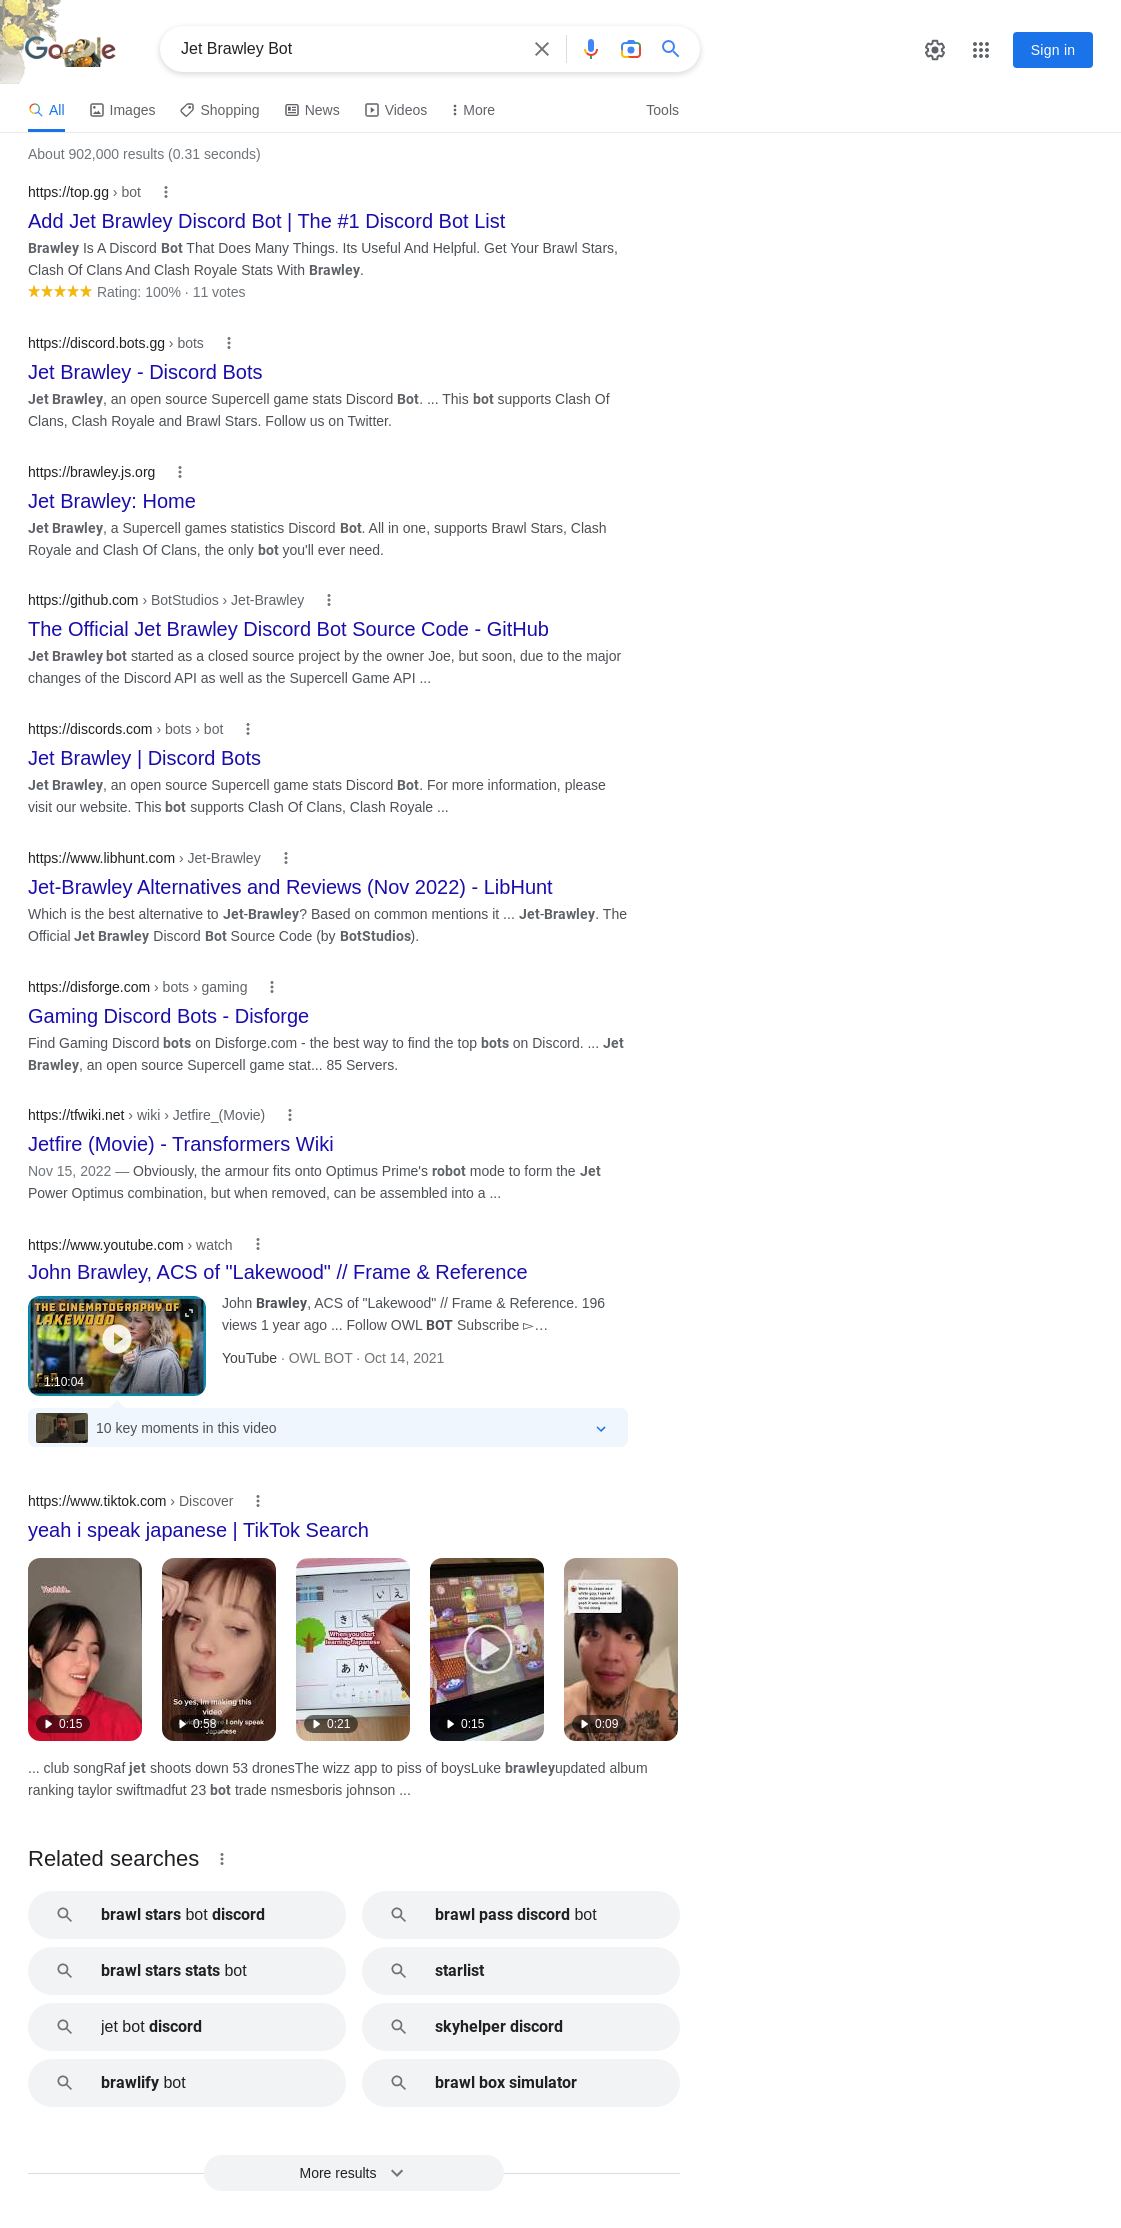 Google
Jet Brawley Bot
Sign in
All
Images
Shopping
News
Videos
More
Tools
About 902,000 results (0.31 seconds)
https://top.gg › bot
Add Jet Brawley Discord Bot | The #1 Discord Bot List
Brawley Is A Discord Bot That Does Many Things. Its Useful And Helpful. Get Your Brawl Stars,
Clash Of Clans And Clash Royale Stats With Brawley.
Rating: 100% · 11 votes
https://discord.bots.gg › bots
Jet Brawley - Discord Bots
Jet Brawley, an open source Supercell game stats Discord Bot. ... This bot supports Clash Of
Clans, Clash Royale and Brawl Stars. Follow us on Twitter.
https://brawley.js.org
Jet Brawley: Home
Jet Brawley, a Supercell games statistics Discord Bot. All in one, supports Brawl Stars, Clash
Royale and Clash Of Clans, the only bot you'll ever need.
https://github.com › BotStudios › Jet-Brawley
The Official Jet Brawley Discord Bot Source Code - GitHub
Jet Brawley bot started as a closed source project by the owner Joe, but soon, due to the major
changes of the Discord API as well as the Supercell Game API ...
https://discords.com › bots › bot
Jet Brawley | Discord Bots
Jet Brawley, an open source Supercell game stats Discord Bot. For more information, please
visit our website. This bot supports Clash Of Clans, Clash Royale ...
https://www.libhunt.com › Jet-Brawley
Jet-Brawley Alternatives and Reviews (Nov 2022) - LibHunt
Which is the best alternative to Jet-Brawley? Based on common mentions it ... Jet-Brawley. The
Official Jet Brawley Discord Bot Source Code (by BotStudios).
https://disforge.com › bots › gaming
Gaming Discord Bots - Disforge
Find Gaming Discord bots on Disforge.com - the best way to find the top bots on Discord. ... Jet
Brawley, an open source Supercell game stat... 85 Servers.
https://tfwiki.net › wiki › Jetfire_(Movie)
Jetfire (Movie) - Transformers Wiki
Nov 15, 2022 — Obviously, the armour fits onto Optimus Prime's robot mode to form the Jet
Power Optimus combination, but when removed, can be assembled into a ...
https://www.youtube.com › watch
John Brawley, ACS of "Lakewood" // Frame & Reference
THE CINEMATOGRAPHY OF
LAKEWOOD
1:10:04
John Brawley, ACS of "Lakewood" // Frame & Reference. 196
views 1 year ago ... Follow OWL BOT Subscribe ▻…
YouTube · OWL BOT · Oct 14, 2021
10 key moments in this video
https://www.tiktok.com › Discover
yeah i speak japanese | TikTok Search
Yeahhh..
0:15
So yes, Im making this
video
I only speak
Japanese
0:58
House
い え
き
あ か
When you start
learning Japanese
0:21
0:15
0:09
... club songRaf jet shoots down 53 dronesThe wizz app to piss of boysLuke brawleyupdated album
ranking taylor swiftmadfut 23 bot trade nsmesboris johnson ...
Related searches
brawl stars bot discord
brawl pass discord bot
brawl stars stats bot
starlist
jet bot discord
skyhelper discord
brawlify bot
brawl box simulator
More results